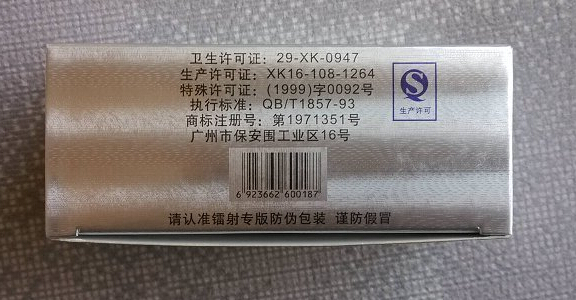 卫生许可证：29-XK-0947
生产许可证：XK16-108-1264
特殊许可证：(1999)字0092号
执行标准：QB/T1857-93
商标注册号：第1971351号
广州市保安围工业区16号
QS
生产许可
6 923662 600187
请认准镭射专版防伪包装 谨防假冒